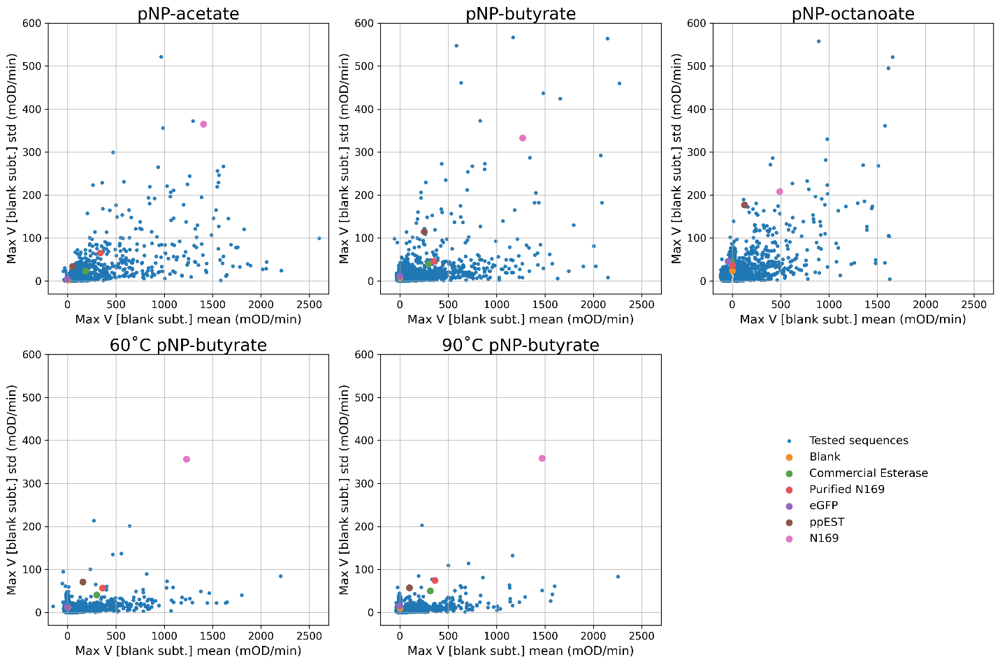 pNP-acetate
600
500
400
300
200
100
0
0 500 1000 1500 2000 2500
Max V [blank subt.] std (mOD/min)
Max V [blank subt.] mean (mOD/min)
pNP-butyrate
600
500
400
300
200
100
0
0 500 1000 1500 2000 2500
Max V [blank subt.] std (mOD/min)
Max V [blank subt.] mean (mOD/min)
pNP-octanoate
600
500
400
300
200
100
0
0 500 1000 1500 2000 2500
Max V [blank subt.] std (mOD/min)
Max V [blank subt.] mean (mOD/min)
60˚C pNP-butyrate
600
500
400
300
200
100
0
0 500 1000 1500 2000 2500
Max V [blank subt.] std (mOD/min)
Max V [blank subt.] mean (mOD/min)
90˚C pNP-butyrate
600
500
400
300
200
100
0
0 500 1000 1500 2000 2500
Max V [blank subt.] std (mOD/min)
Max V [blank subt.] mean (mOD/min)
Tested sequences
Blank
Commercial Esterase
Purified N169
eGFP
ppEST
N169